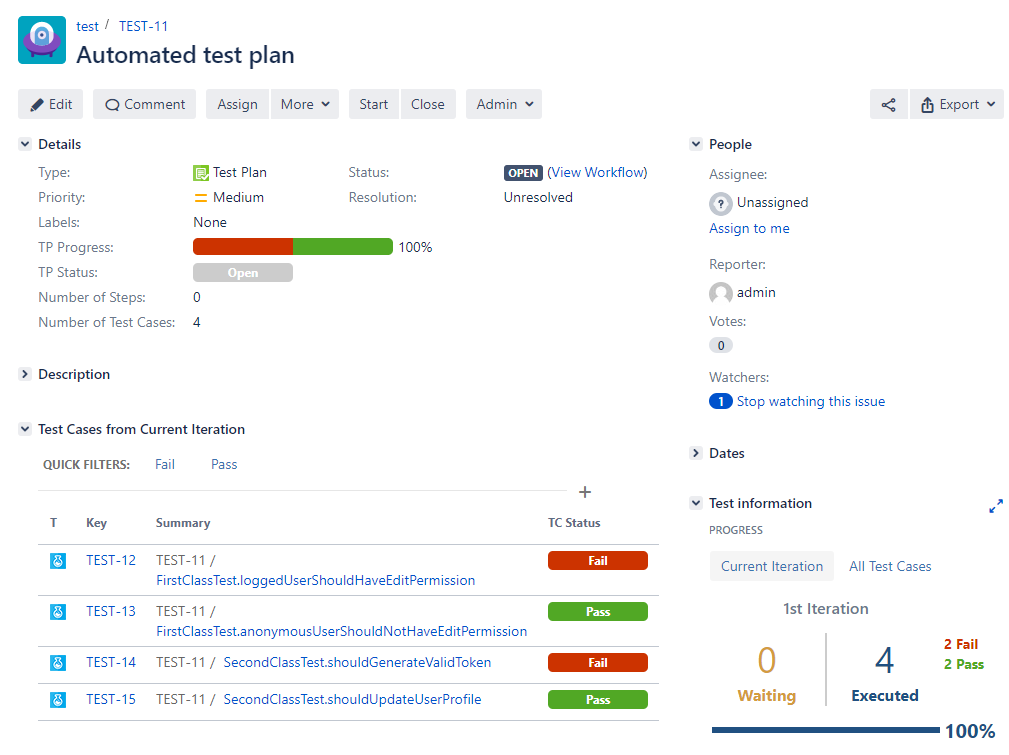 test / TEST-11
Automated test plan
Edit Comment Assign More Start Close Admin Export
Details
Type: Test Plan Status: OPEN (View Workflow)
Priority: Medium Resolution: Unresolved
Labels: None
TP Progress: 100%
TP Status: Open
Number of Steps: 0
Number of Test Cases: 4
Description
Test Cases from Current Iteration
QUICK FILTERS: Fail Pass
+
T Key Summary TC Status
TEST-12 TEST-11 / Fail
FirstClassTest.loggedUserShouldHaveEditPermission
TEST-13 TEST-11 / Pass
FirstClassTest.anonymousUserShouldNotHaveEditPermission
TEST-14 TEST-11 / SecondClassTest.shouldGenerateValidToken Fail
TEST-15 TEST-11 / SecondClassTest.shouldUpdateUserProfile Pass
People
Assignee:
? Unassigned
Assign to me
Reporter:
admin
Votes:
0
Watchers:
1 Stop watching this issue
Dates
Test information
PROGRESS
Current Iteration All Test Cases
1st Iteration
0 4 2 Fail
2 Pass
Waiting Executed
100%